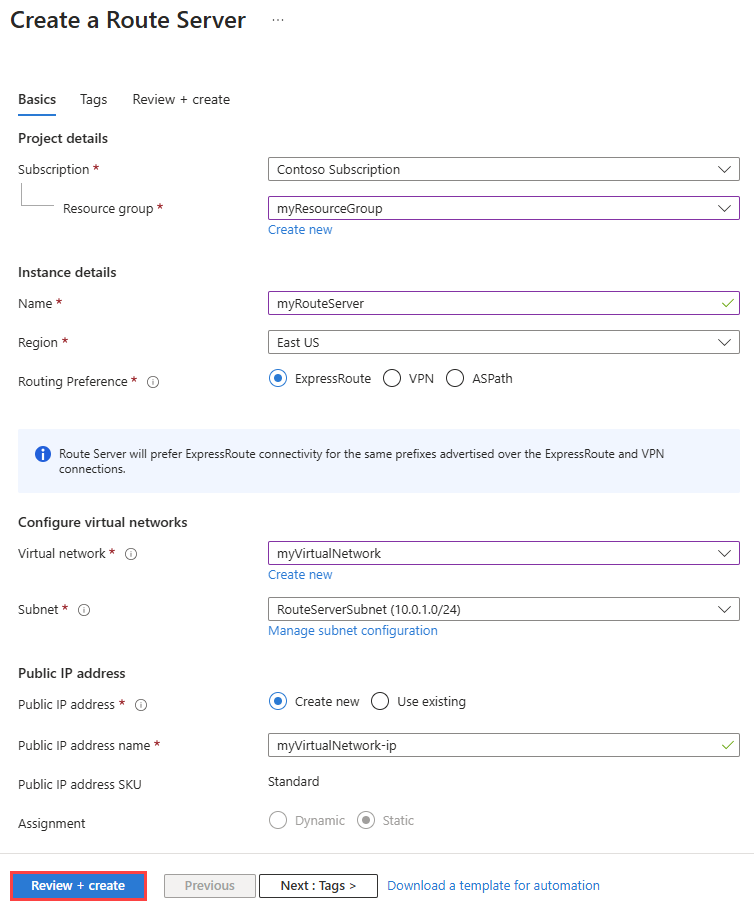 Create a Route Server ...
Basics Tags Review + create
Project details
Subscription * Contoso Subscription
Resource group * myResourceGroup
Create new
Instance details
Name * myRouteServer
Region * East US
Routing Preference * ExpressRoute VPN ASPath
Route Server will prefer ExpressRoute connectivity for the same prefixes advertised over the ExpressRoute and VPN
connections.
Configure virtual networks
Virtual network * myVirtualNetwork
Create new
Subnet * RouteServerSubnet (10.0.1.0/24)
Manage subnet configuration
Public IP address
Public IP address * Create new Use existing
Public IP address name * myVirtualNetwork-ip
Public IP address SKU Standard
Assignment Dynamic Static
Review + create Previous Next : Tags > Download a template for automation